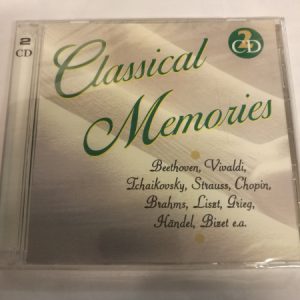 2
CD
2
CD
Classical
Memories
Beethoven, Vivaldi,
Tchaikovsky, Strauss, Chopin,
Brahms, Liszt, Grieg,
Händel, Bizet e.a.